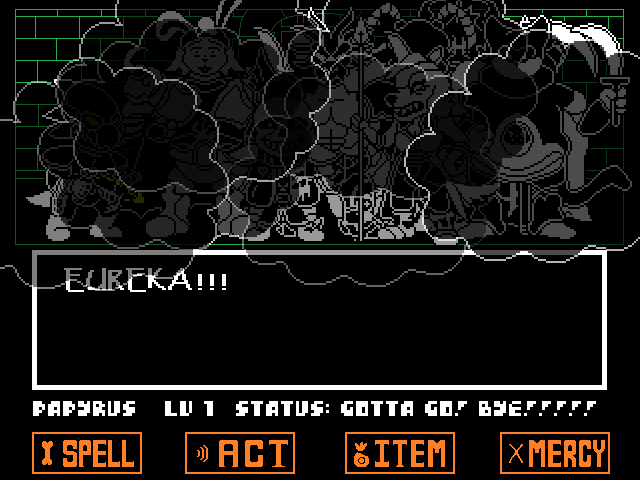 EUREKA!!!
PAPYRUS LV 1 STATUS: GOTTA GO! BYE!!!!!
SPELL ACT ITEM MERCY